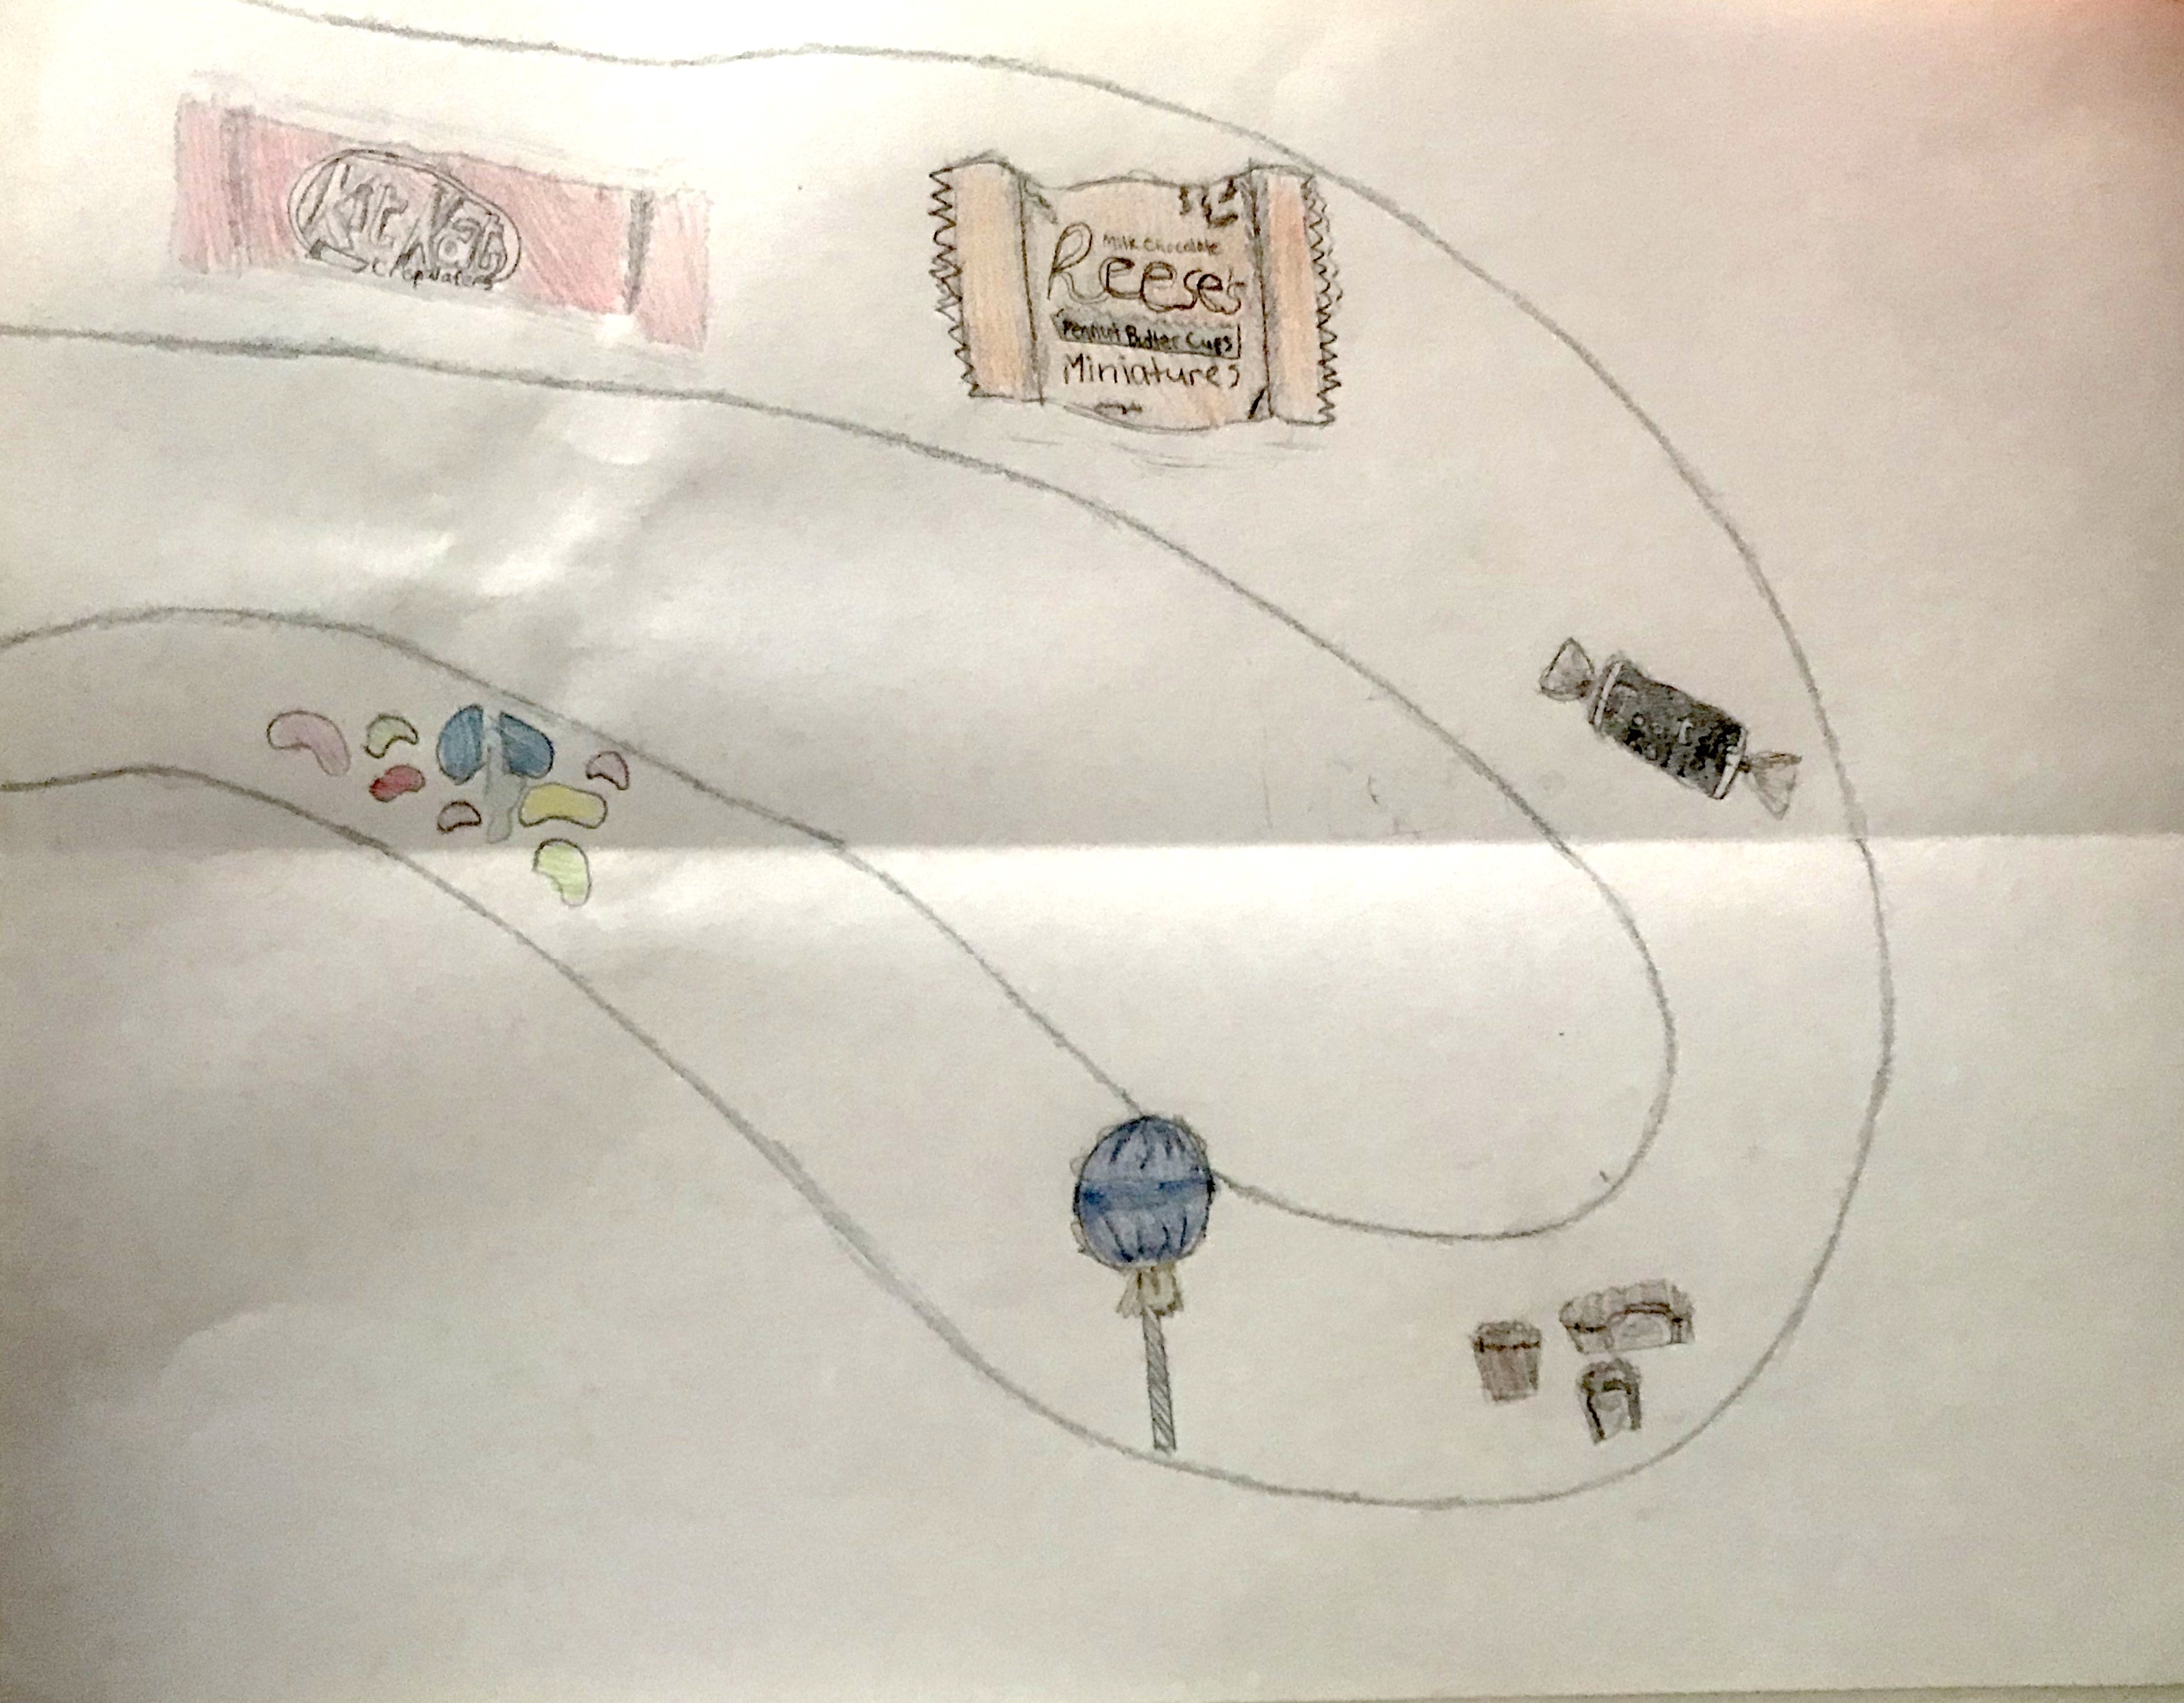 Kit Kat
Milk Chocolate
Reese's
Peanut Butter Cups
Miniatures